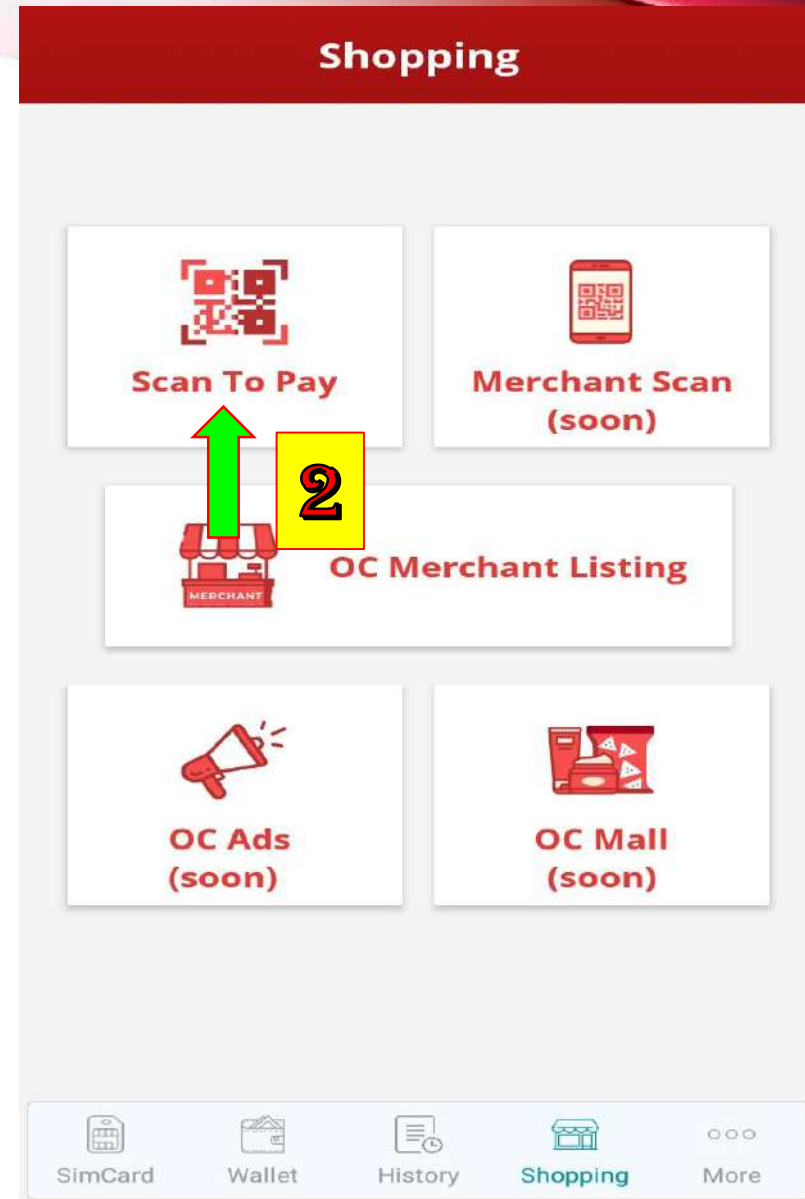 Shopping
Scan To Pay
Merchant Scan
(soon)
2
MERCHANT
OC Merchant Listing
OC Ads
(soon)
OC Mall
(soon)
SimCard
Wallet
History
Shopping
More